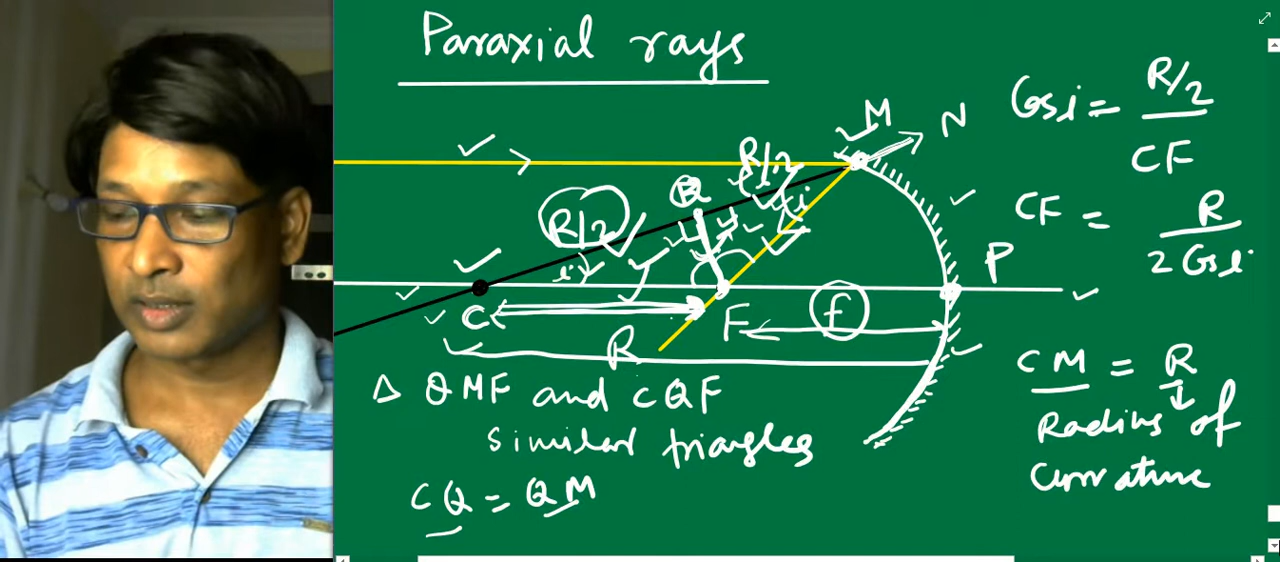 Paraxial rays
Cos i = R/2 / CF
M
N
R/2
Q
i
i
R/2
CF = R / 2 Cos i
P
i
C
F
f
R
CM = R
Radius of
Curvature
Δ QMF and CQF
Similar triangles
CQ = QM